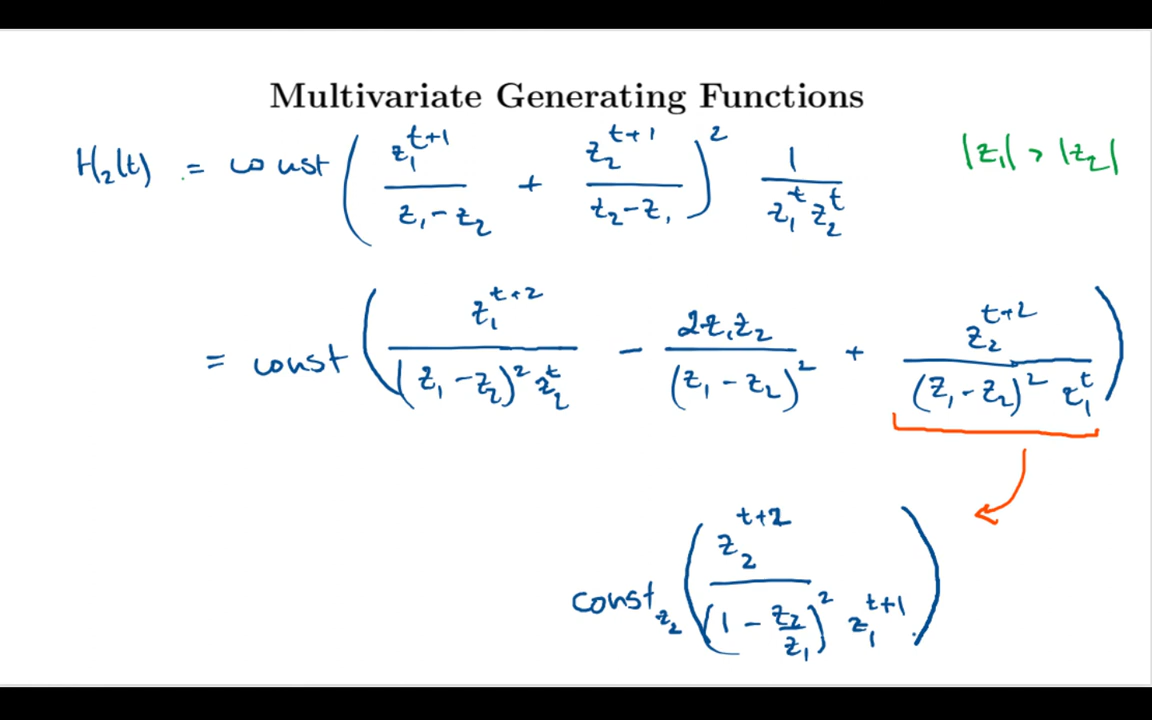 Multivariate Generating Functions
H₂(t) = const ( z₁^{t+1} / (z₁ - z₂) + z₂^{t+1} / (z₂ - z₁) )² 1 / (z₁^t z₂^t) |z₁| > |z₂|
= const ( z₁^{t+2} / ((z₁ - z₂)² z₂^t) - 2z₁z₂ / (z₁ - z₂)² + z₂^{t+2} / ((z₁ - z₂)² z₁^t) )
const_{z₂} ( z₂^{t+2} / ((1 - z₂/z₁)² z₁^{t+1}) )